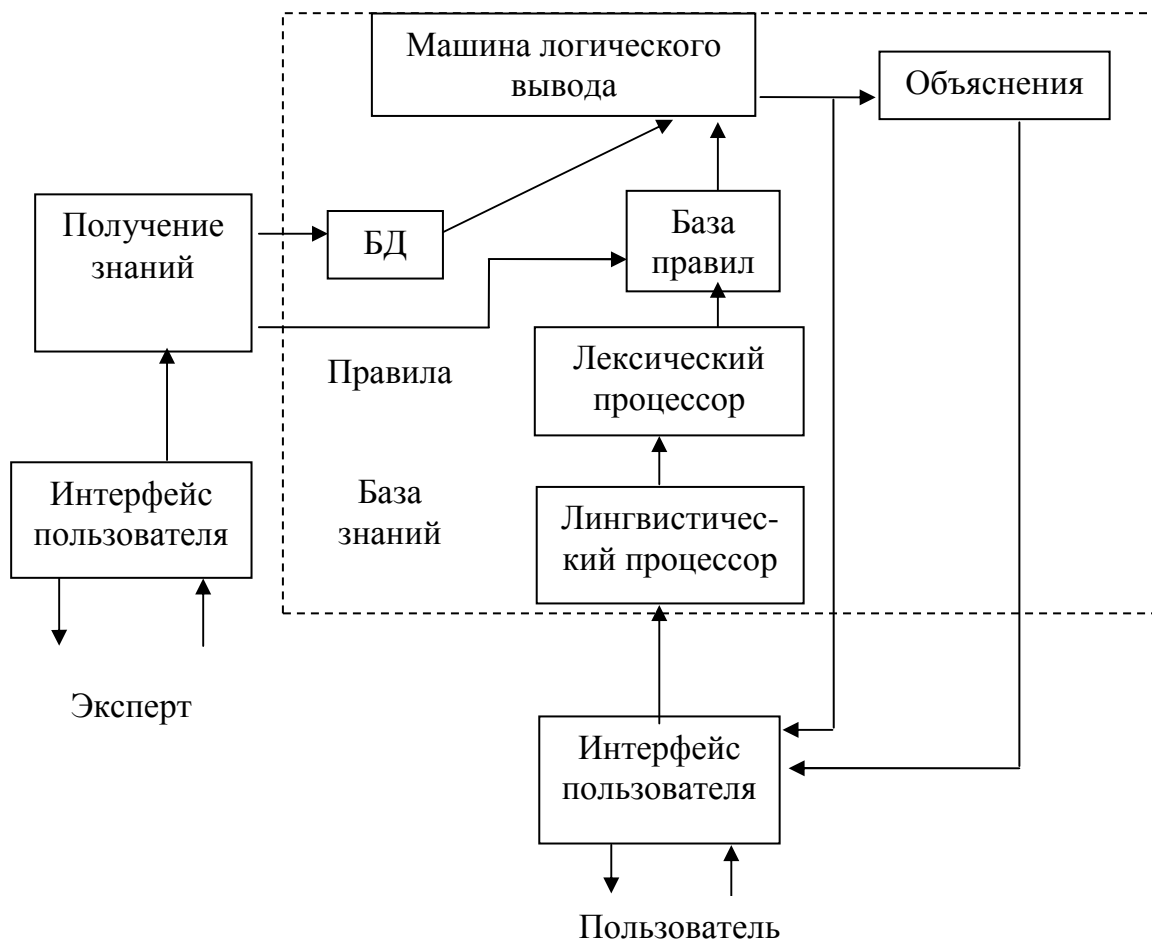 Машина логического
вывода
Объяснения
Получение
знаний
БД
База
правил
Правила
Лексический
процессор
Интерфейс
пользователя
База
знаний
Лингвистичес-
кий процессор
Эксперт
Интерфейс
пользователя
Пользователь